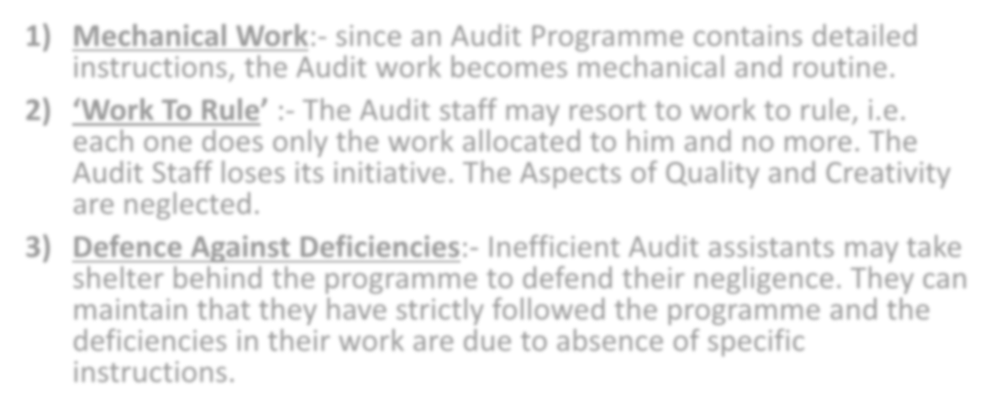 1) Mechanical Work:- since an Audit Programme contains detailed
instructions, the Audit work becomes mechanical and routine.
2) ‘Work To Rule’ :- The Audit staff may resort to work to rule, i.e.
each one does only the work allocated to him and no more. The
Audit Staff loses its initiative. The Aspects of Quality and Creativity
are neglected.
3) Defence Against Deficiencies:- Inefficient Audit assistants may take
shelter behind the programme to defend their negligence. They can
maintain that they have strictly followed the programme and the
deficiencies in their work are due to absence of specific
instructions.